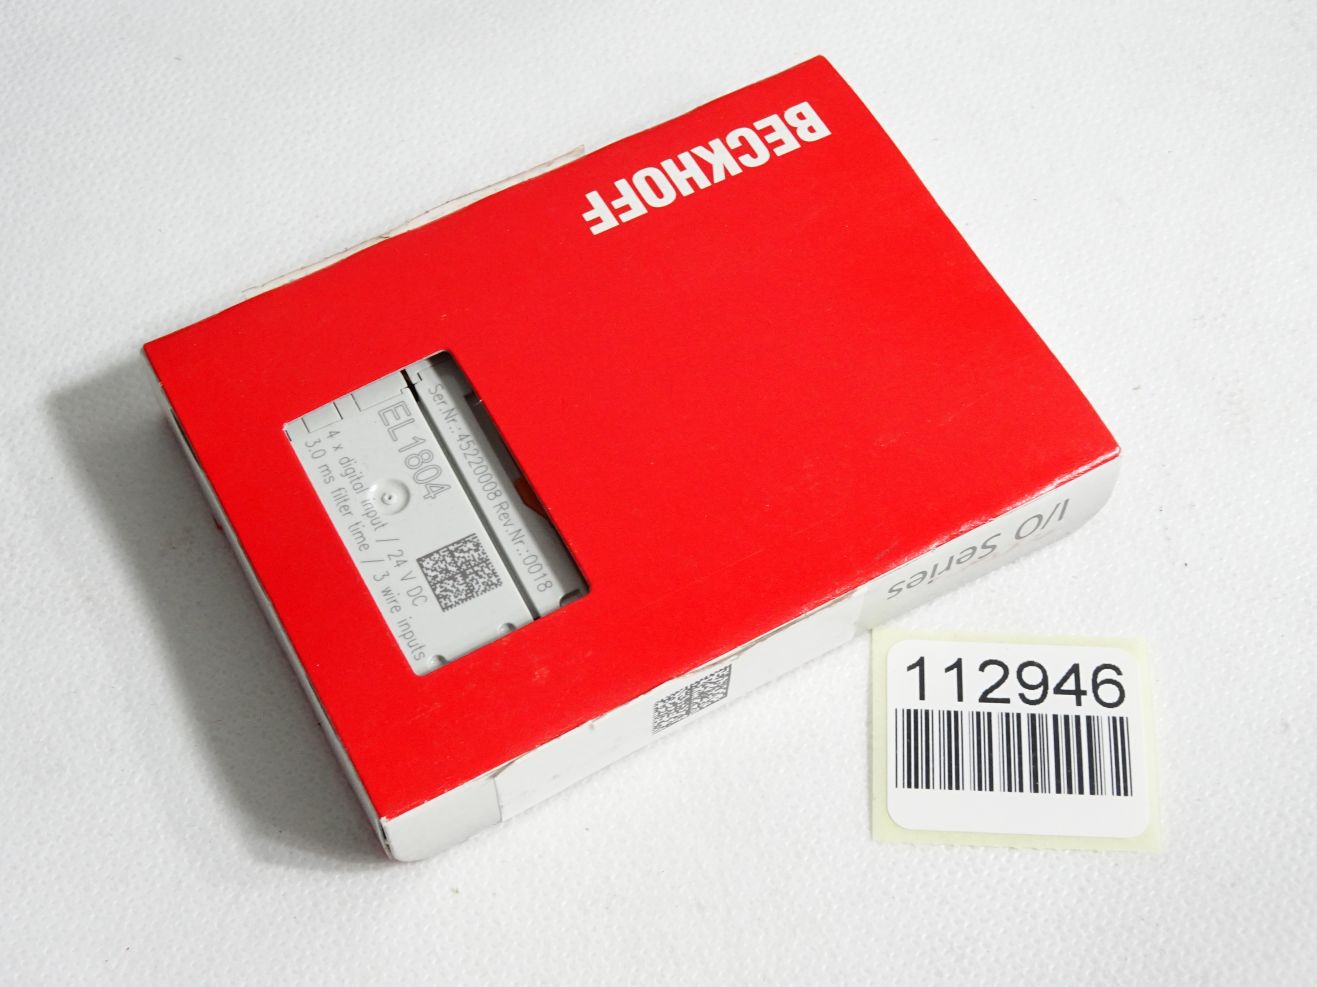 BECKHOFF
Ser.Nr.:45220008 Rev.Nr.:0018
EL1804
4 x digital input / 24 V DC
3.0 ms filter time / 3 wire inputs
I/O Series
112946